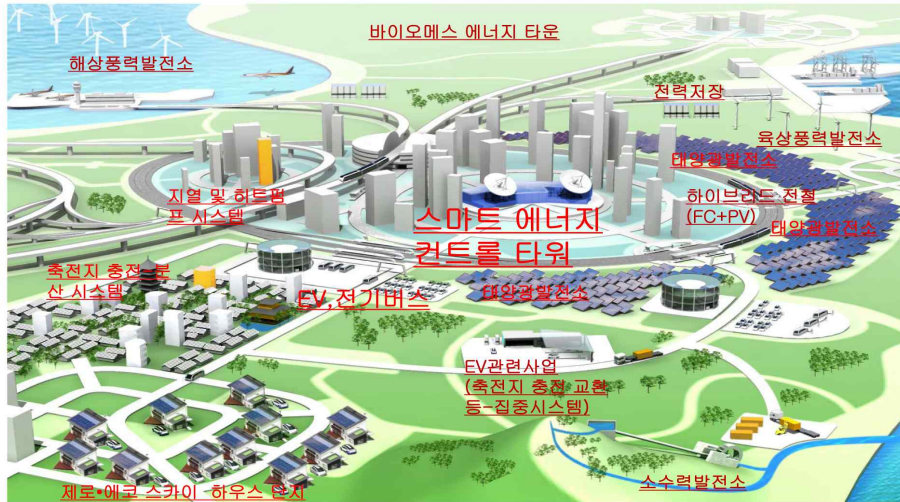 바이오메스 에너지 타운
해상풍력발전소
전력저장
육상풍력발전소
태양광발전소
지열 및 히트펌
프 시스템
하이브리드 전철
(FC+PV)
스마트 에너지
컨트롤 타워
태양광발전소
축전지 충전-분
산 시스템
EV,전기버스
태양광발전소
EV관련사업
(축전지 충전 교환
등-집중시스템)
소수력발전소
제로•에코 스카이 하우스 단지